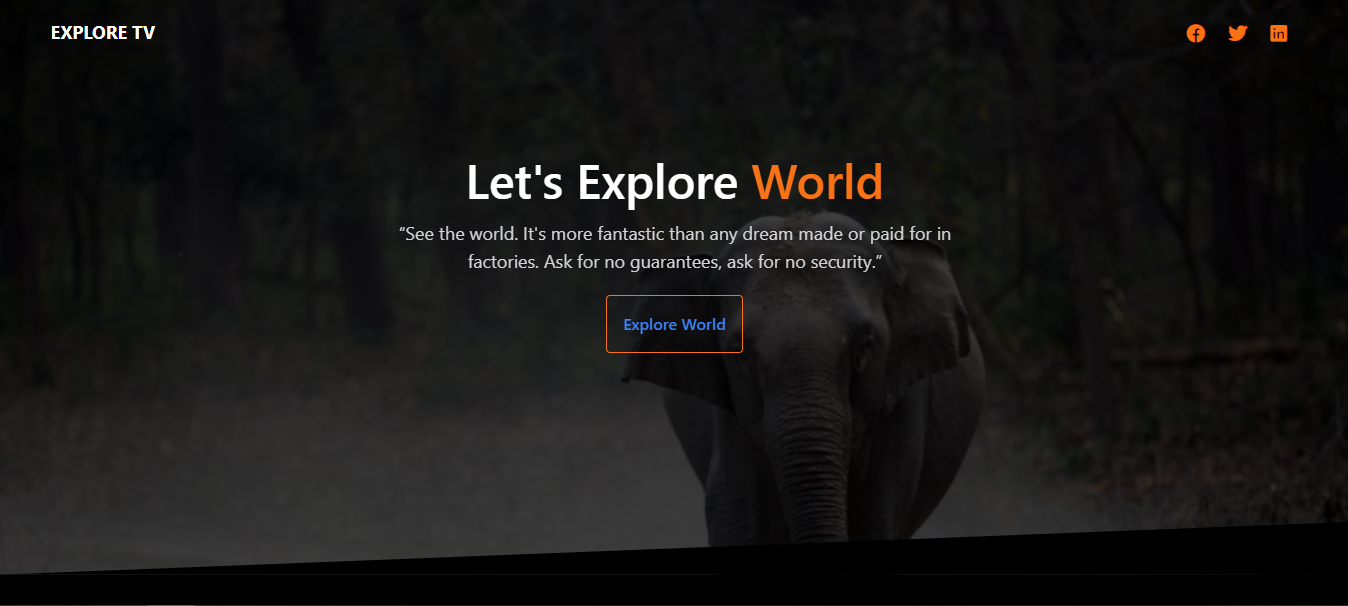 EXPLORE TV
Let's Explore World
“See the world. It's more fantastic than any dream made or paid for in
factories. Ask for no guarantees, ask for no security.”
Explore World